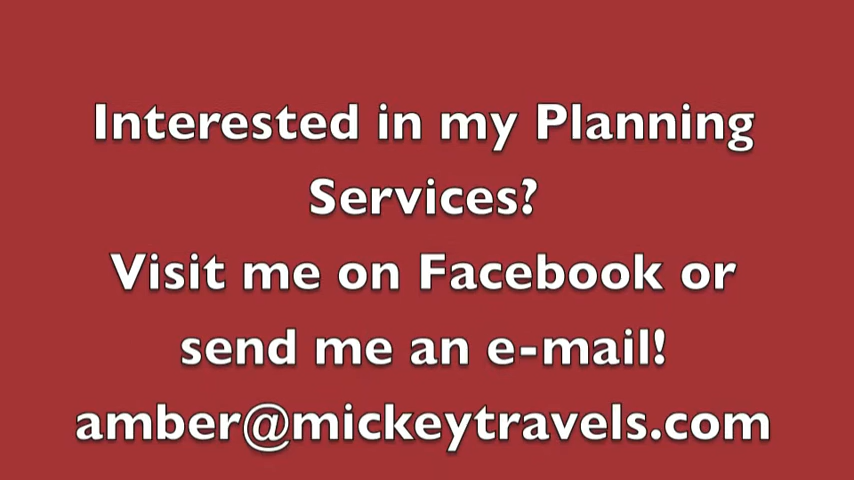 Interested in my Planning
Services?
Visit me on Facebook or
send me an e-mail!
amber@mickeytravels.com